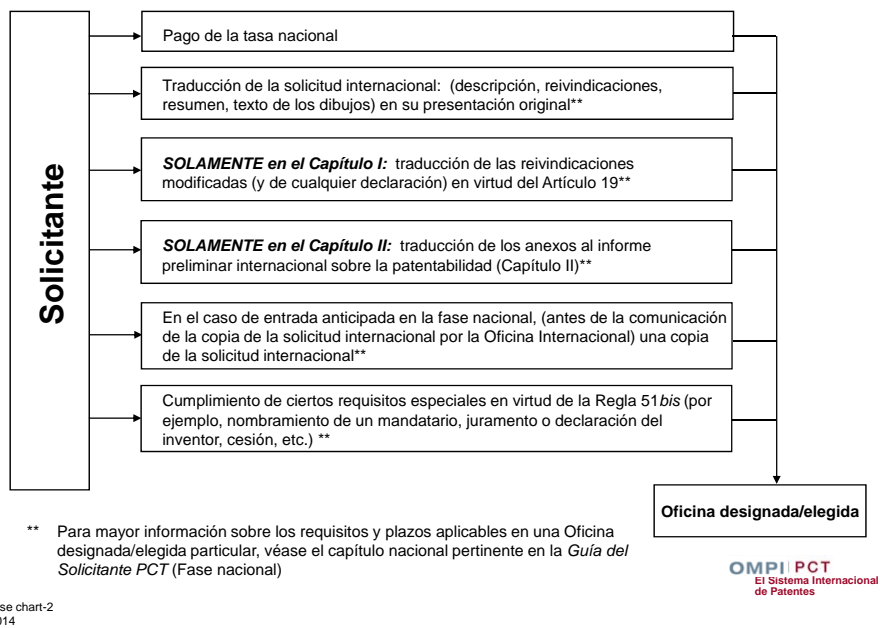 Solicitante
Pago de la tasa nacional
Traducción de la solicitud internacional: (descripción, reivindicaciones,
resumen, texto de los dibujos) en su presentación original**
SOLAMENTE en el Capítulo I: traducción de las reivindicaciones
modificadas (y de cualquier declaración) en virtud del Artículo 19**
SOLAMENTE en el Capítulo II: traducción de los anexos al informe
preliminar internacional sobre la patentabilidad (Capítulo II)**
En el caso de entrada anticipada en la fase nacional, (antes de la comunicación
de la copia de la solicitud internacional por la Oficina Internacional) una copia
de la solicitud internacional**
Cumplimiento de ciertos requisitos especiales en virtud de la Regla 51bis (por
ejemplo, nombramiento de un mandatario, juramento o declaración del
inventor, cesión, etc.) **
Oficina designada/elegida
** Para mayor información sobre los requisitos y plazos aplicables en una Oficina
designada/elegida particular, véase el capítulo nacional pertinente en la Guía del
Solicitante PCT (Fase nacional)
OMPI PCT
El Sistema Internacional
de Patentes
se chart-2
014